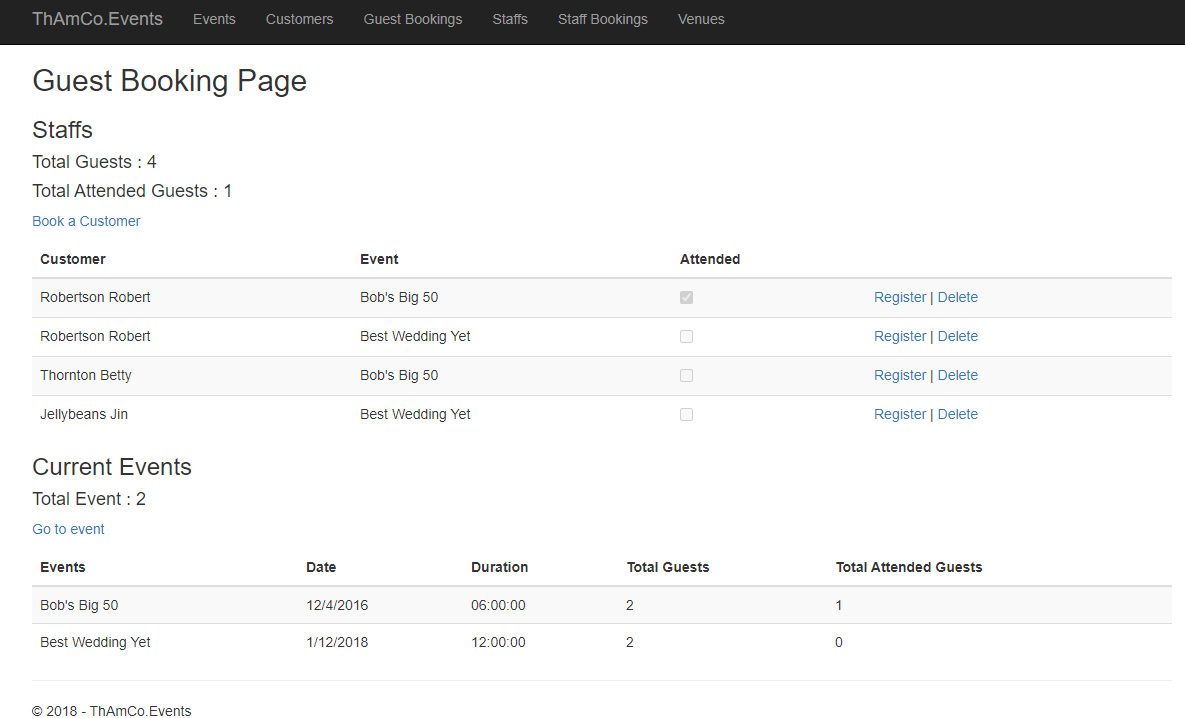 ThAmCo.Events Events Customers Guest Bookings Staffs Staff Bookings Venues
Guest Booking Page
Staffs
Total Guests : 4
Total Attended Guests : 1
Book a Customer
Customer Event Attended
Robertson Robert Bob's Big 50 Register | Delete
Robertson Robert Best Wedding Yet Register | Delete
Thornton Betty Bob's Big 50 Register | Delete
Jellybeans Jin Best Wedding Yet Register | Delete
Current Events
Total Event : 2
Go to event
Events Date Duration Total Guests Total Attended Guests
Bob's Big 50 12/4/2016 06:00:00 2 1
Best Wedding Yet 1/12/2018 12:00:00 2 0
© 2018 - ThAmCo.Events